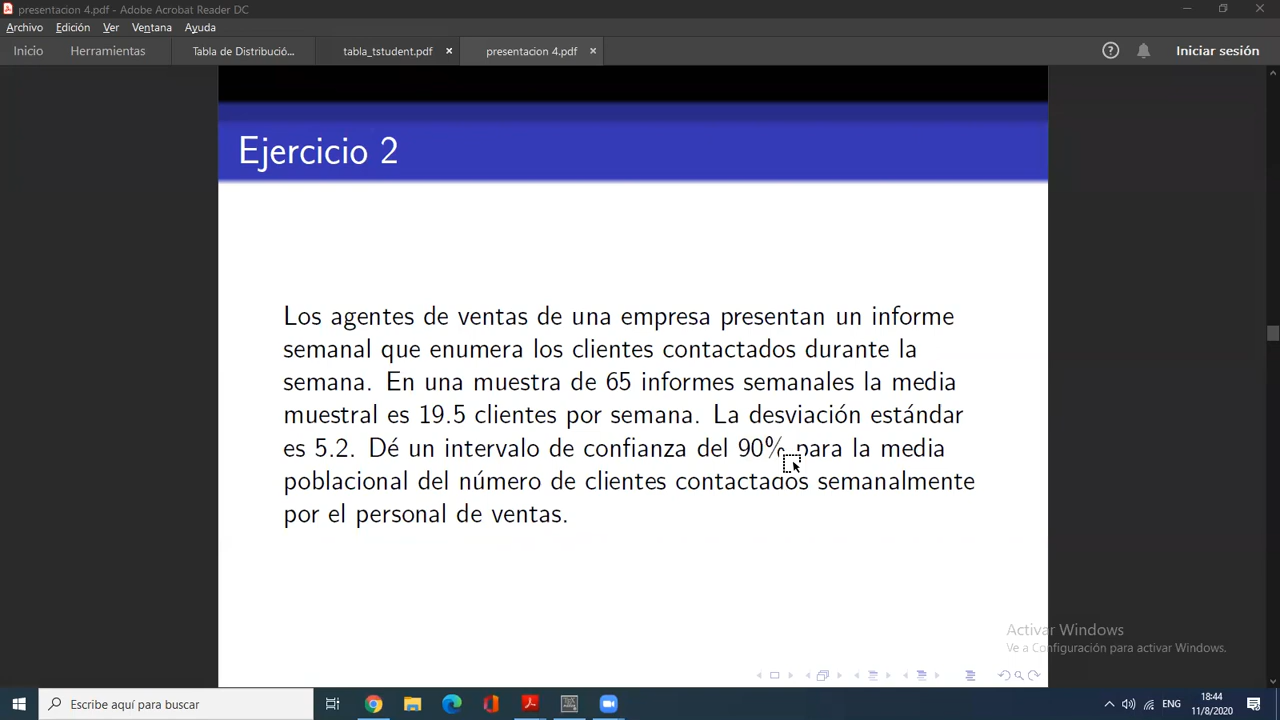 presentacion 4.pdf - Adobe Acrobat Reader DC
Archivo Edición Ver Ventana Ayuda
Inicio Herramientas Tabla de Distribució... tabla_tstudent.pdf × presentacion 4.pdf × Iniciar sesión
Ejercicio 2
Los agentes de ventas de una empresa presentan un informe
semanal que enumera los clientes contactados durante la
semana. En una muestra de 65 informes semanales la media
muestral es 19.5 clientes por semana. La desviación estándar
es 5.2. Dé un intervalo de confianza del 90% para la media
poblacional del número de clientes contactados semanalmente
por el personal de ventas.
Activar Windows
Ve a Configuración para activar Windows.
Escribe aquí para buscar
ENG
18:44
11/8/2020